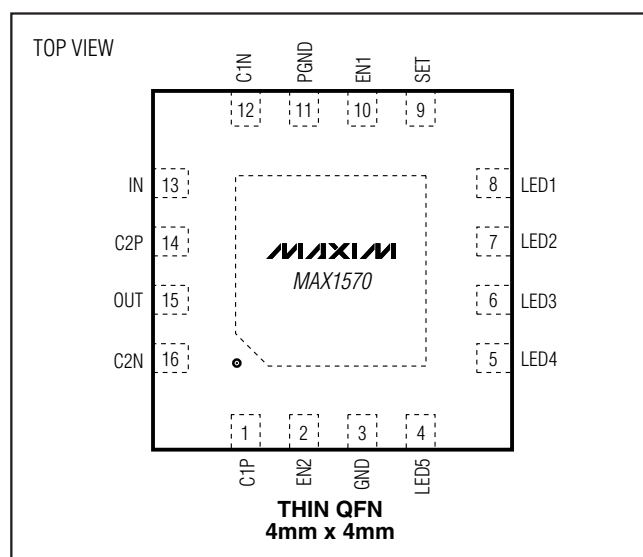 TOP VIEW
C1N
PGND
EN1
SET
12
11
10
9
IN 13
8 LED1
C2P 14
7 LED2
OUT 15
6 LED3
C2N 16
5 LED4
MAXIM
MAX1570
1
2
3
4
C1P
EN2
GND
LED5
THIN QFN
4mm x 4mm